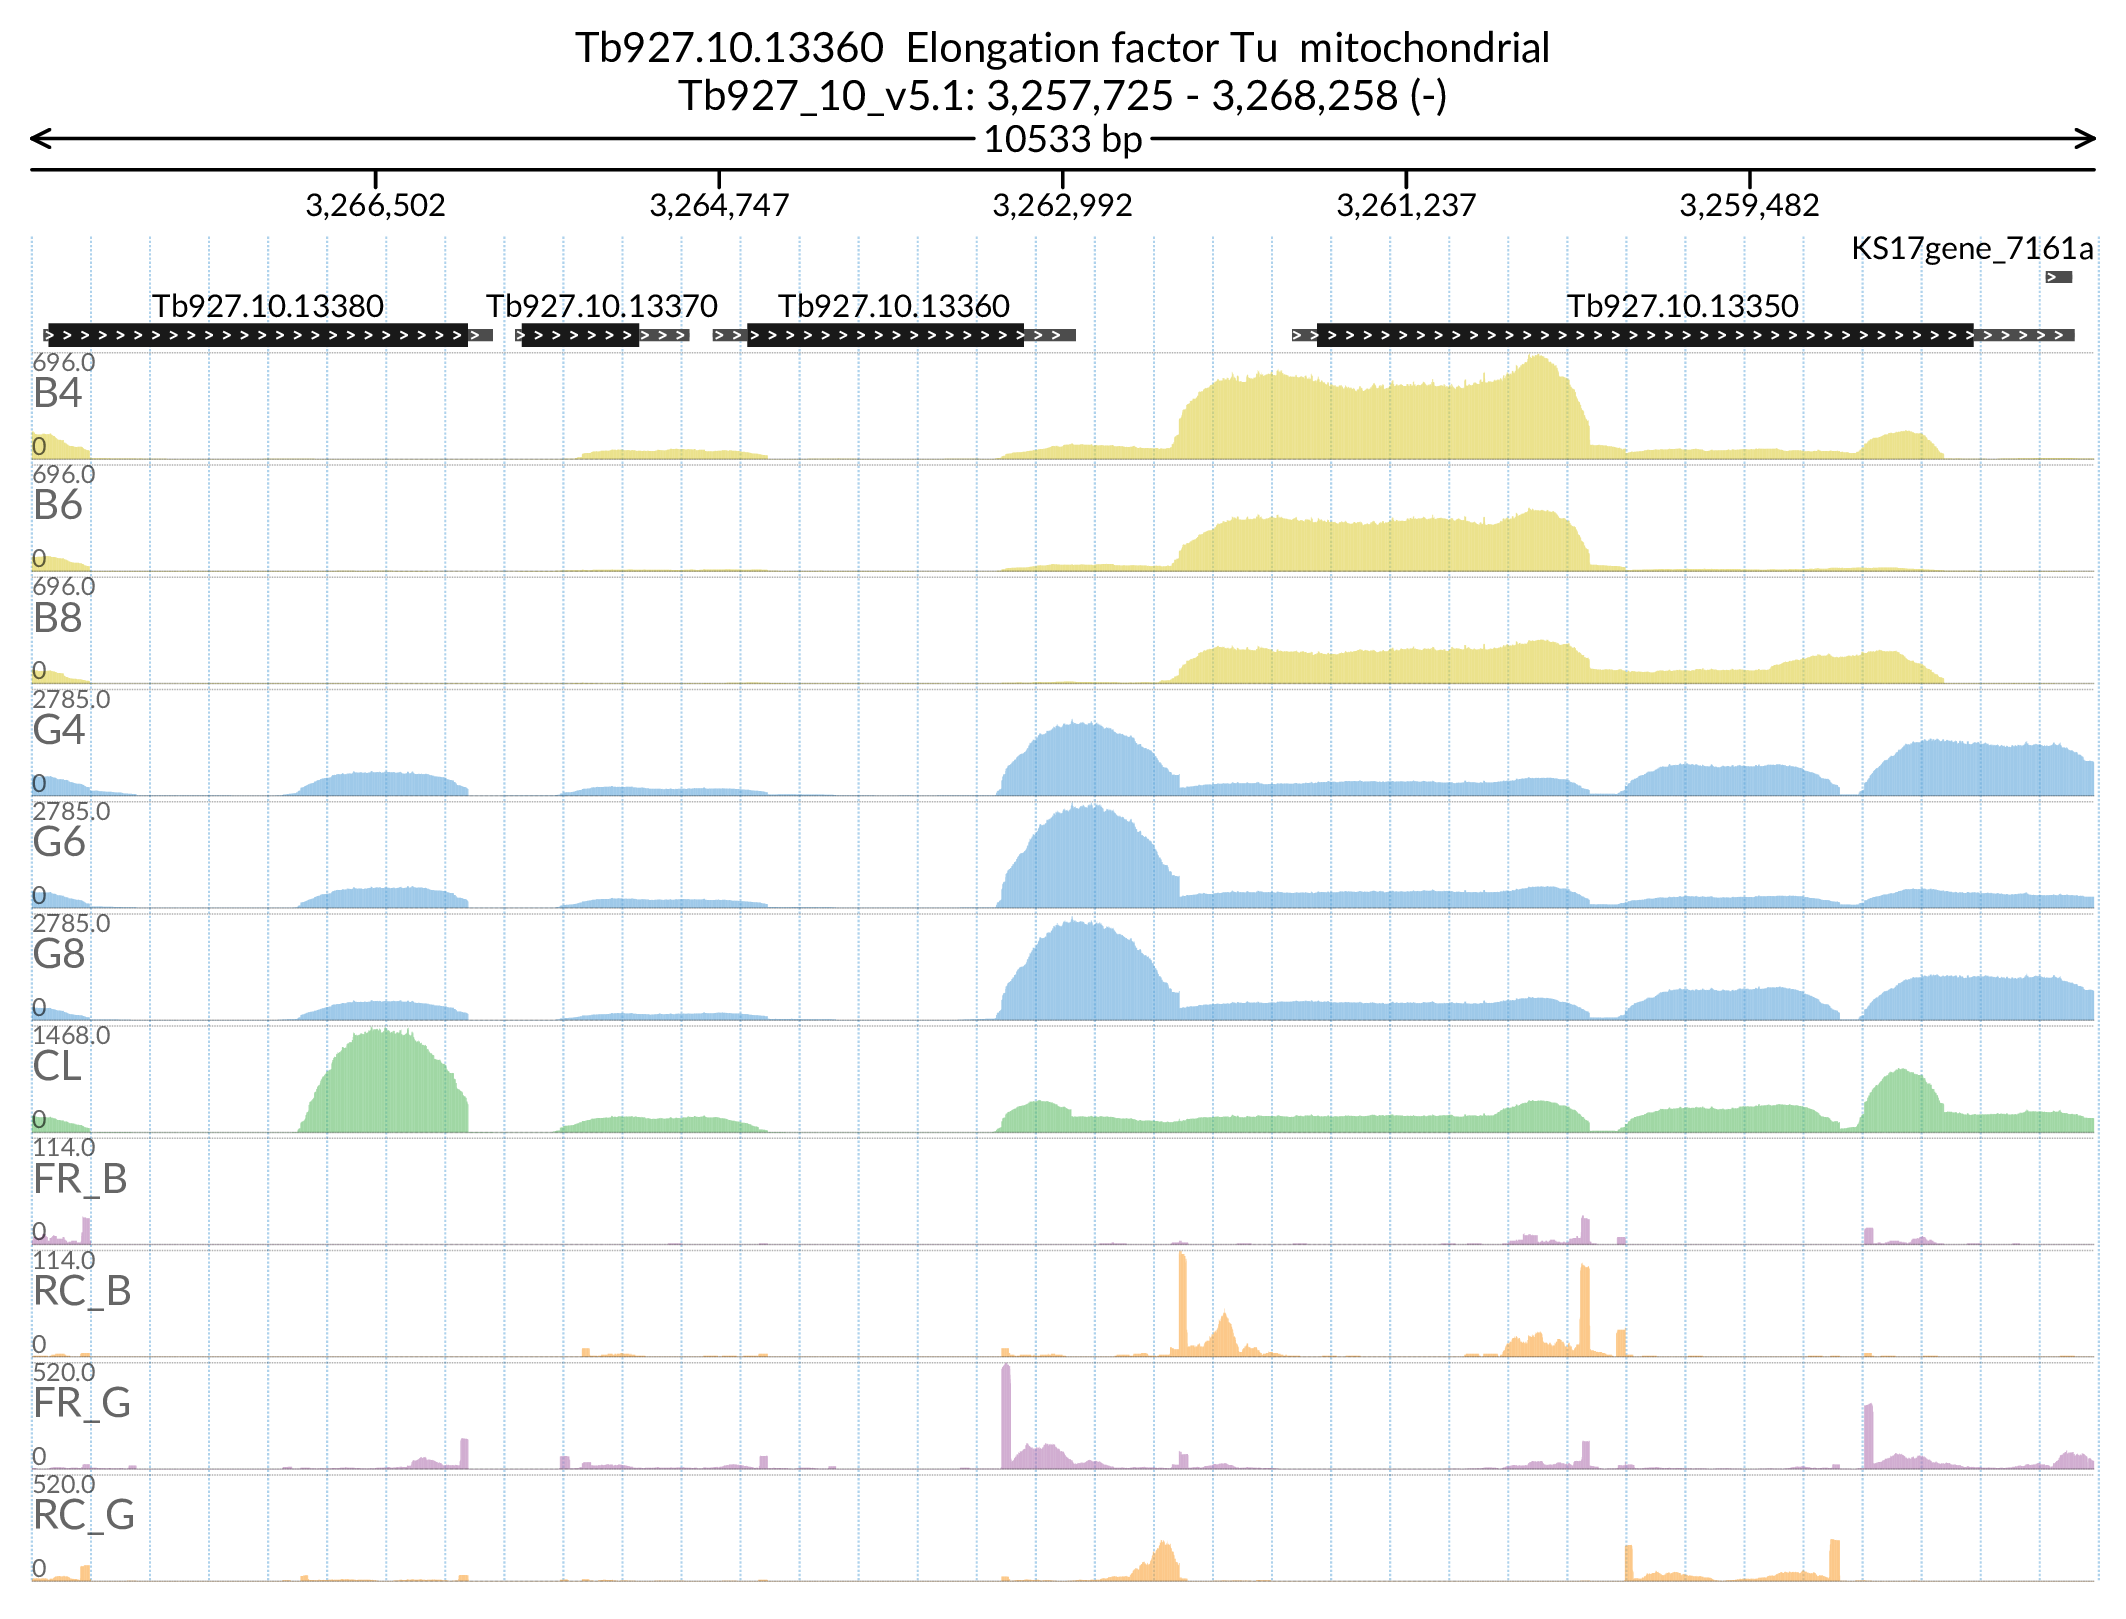 Tb927.10.13360  Elongation factor Tu  mitochondrial
Tb927_10_v5.1: 3,257,725 - 3,268,258 (-)
10533 bp
3,266,502 3,264,747 3,262,992 3,261,237 3,259,482
KS17gene_7161a
Tb927.10.13380 Tb927.10.13370 Tb927.10.13360 Tb927.10.13350
696.0
B4
0
696.0
B6
0
696.0
B8
0
2785.0
G4
0
2785.0
G6
0
2785.0
G8
0
1468.0
CL
0
114.0
FR_B
0
114.0
RC_B
0
520.0
FR_G
0
520.0
RC_G
0